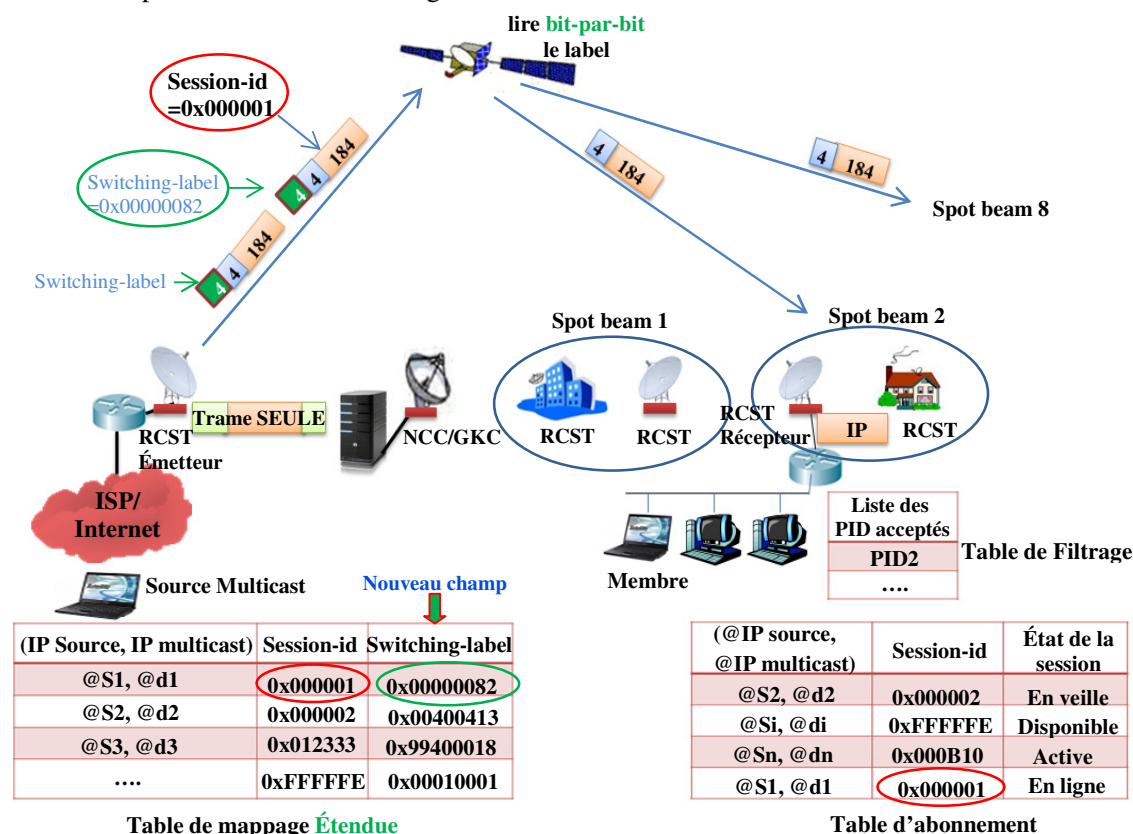 lire bit-par-bit
le label
Session-id
=0x000001
4 4 184
Switching-label
=0x00000082
4 4 184
Switching-label
4 184
4 184
Spot beam 8
Spot beam 1
Spot beam 2
Trame SEULE
RCST
Émetteur
NCC/GKC
RCST
RCST
RCST
Récepteur
IP
RCST
ISP/
Internet
Membre
Liste des
PID acceptés
PID2
….
Table de Filtrage
Source Multicast
Nouveau champ
(IP Source, IP multicast) Session-id Switching-label
@S1, @d1 0x000001 0x00000082
@S2, @d2 0x000002 0x00400413
@S3, @d3 0x012333 0x99400018
…. 0xFFFFFE 0x00010001
Table de mappage Étendue
(@IP source,
@IP multicast)
Session-id
État de la
session
@S2, @d2 0x000002 En veille
@Si, @di 0xFFFFFE Disponible
@Sn, @dn 0x000B10 Active
@S1, @d1 0x000001 En ligne
Table d'abonnement